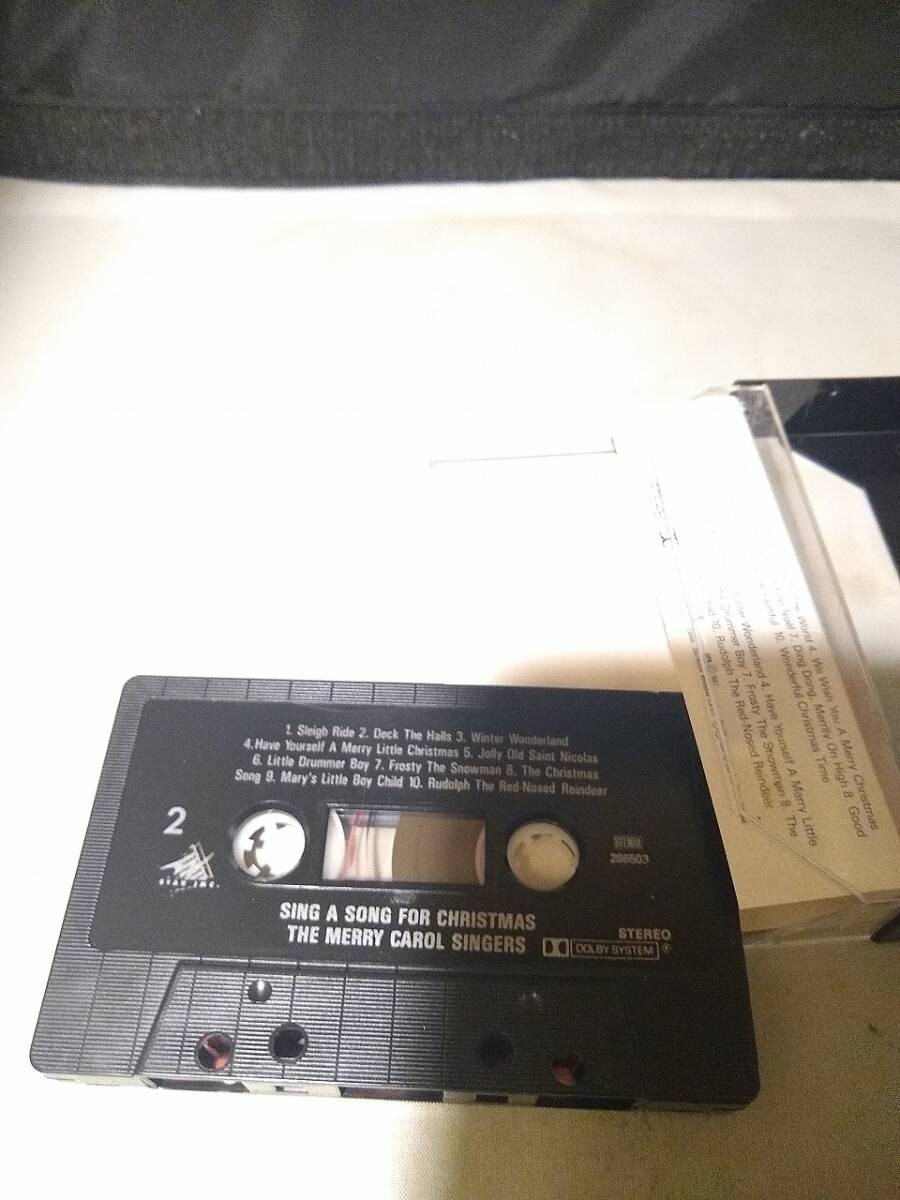 1. Sleigh Ride 2. Deck The Halls 3. Winter Wonderland
4. Have Yourself A Merry Little Christmas 5. Jolly Old Saint Nicolas
6. Little Drummer Boy 7. Frosty The Snowman 8. The Christmas
Song 9. Mary's Little Boy Child 10. Rudolph The Red-Nosed Reindeer
2
STAR INC.
STEREO
286503
SING A SONG FOR CHRISTMAS
THE MERRY CAROL SINGERS
STEREO
DOLBY SYSTEM ®
World 4. We Wish You A Merry Christmas
7. Ding Dong, Merrily On High 8. Good
10. Wonderful Christmas Time
Wonderland 4. Have Yourself A Merry Little
Drummer Boy 7. Frosty The Snowman 8. The
10. Rudolph The Red-Nosed Reindeer